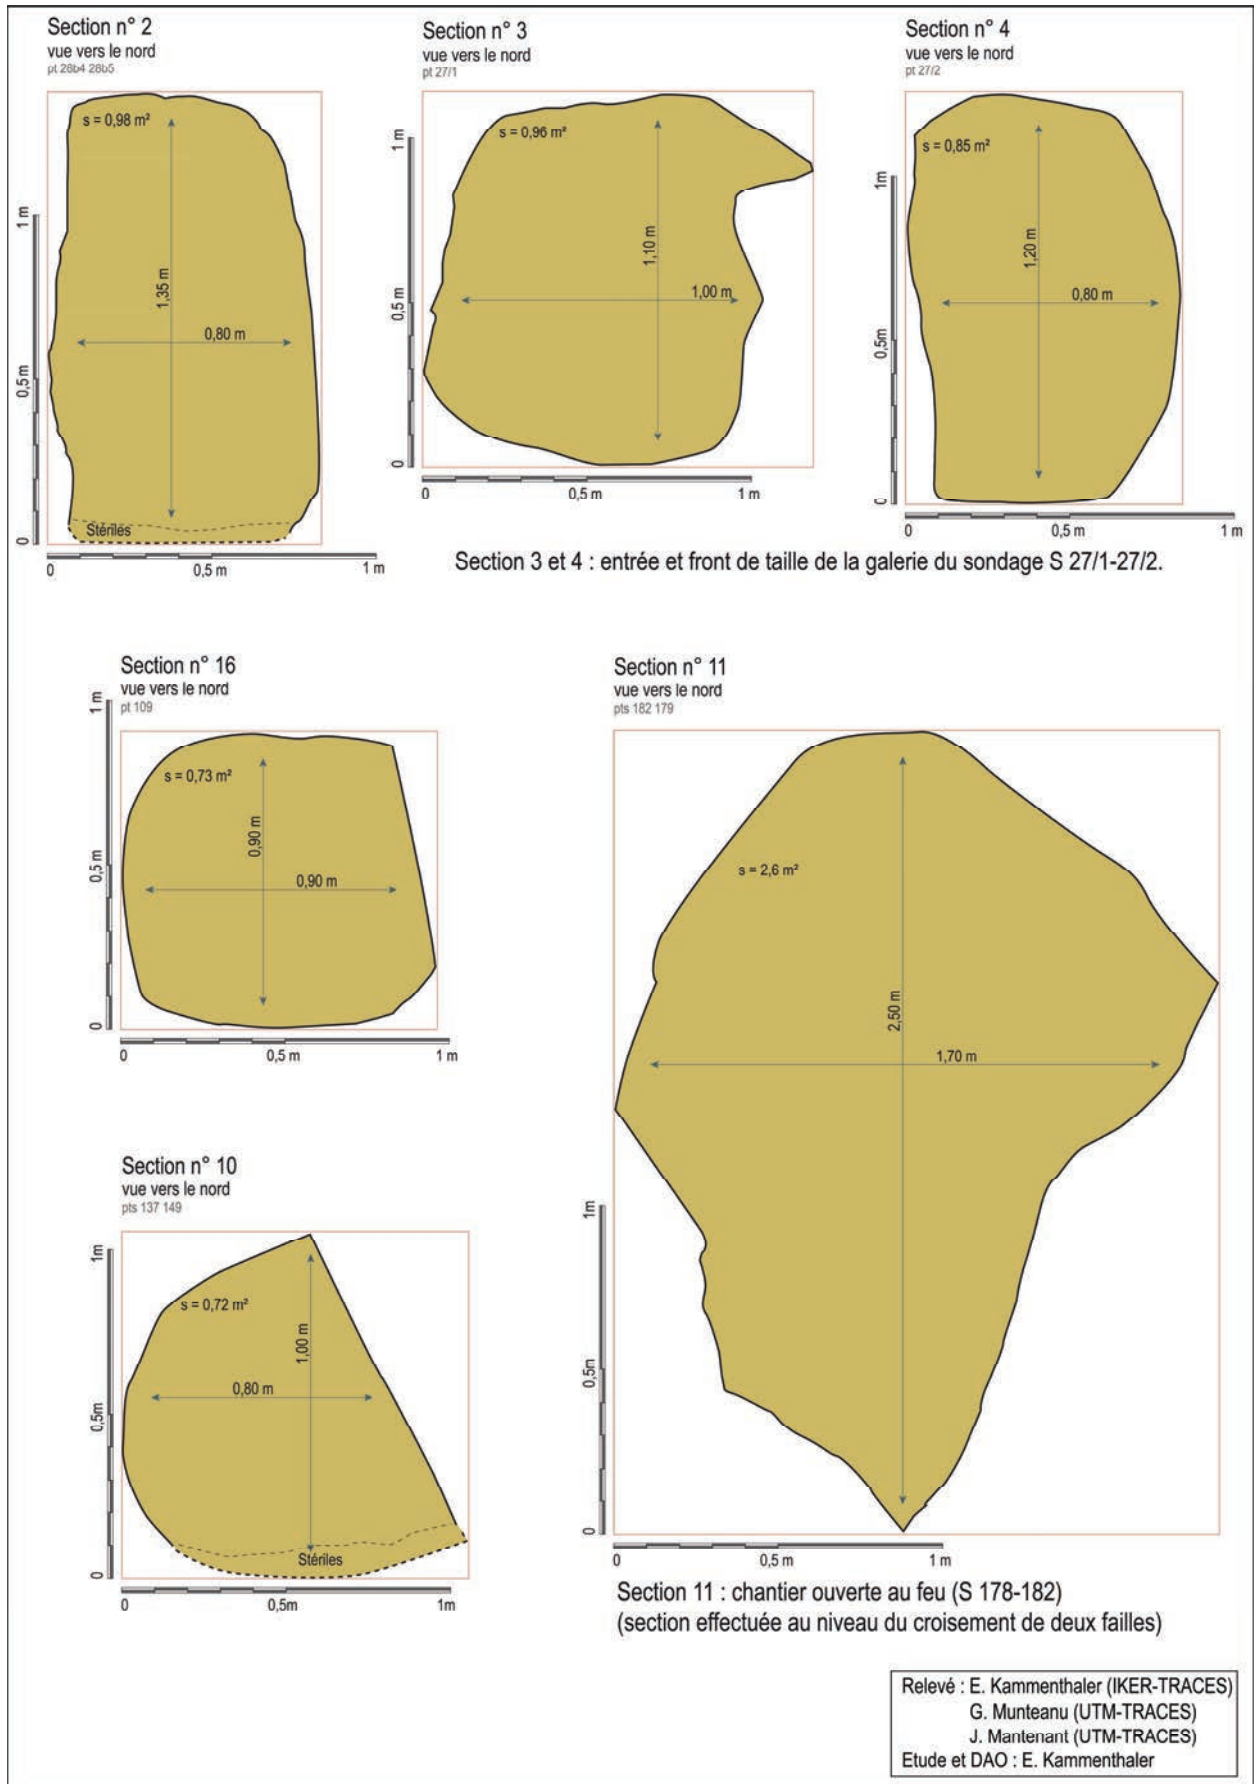 Section n° 2
vue vers le nord
pt 28b4 28b5
s = 0,98 m²
1,35 m
0,80 m
Stériles
1 m
0,5 m
0
0
0,5 m
1 m
Section n° 3
vue vers le nord
pt 27/1
s = 0,96 m²
1,10 m
1,00 m
1 m
0,5 m
0
0
0,5 m
1 m
Section n° 4
vue vers le nord
pt 27/2
s = 0,85 m²
1,20 m
0,80 m
1m
0,5m
0
0
0,5 m
1 m
Section 3 et 4 : entrée et front de taille de la galerie du sondage S 27/1-27/2.
Section n° 16
vue vers le nord
pt 109
s = 0,73 m²
0,90 m
0,90 m
1 m
0,5 m
0
0
0,5 m
1 m
Section n° 11
vue vers le nord
pts 182 179
s = 2,6 m²
2,50 m
1,70 m
1m
0,5m
0
0
0,5 m
1 m
Section n° 10
vue vers le nord
pts 137 149
s = 0,72 m²
1,00 m
0,80 m
Stériles
1m
0,5m
0
0
0,5m
1m
Section 11 : chantier ouverte au feu (S 178-182)
(section effectuée au niveau du croisement de deux failles)
Relevé : E. Kammenthaler (IKER-TRACES)
G. Munteanu (UTM-TRACES)
J. Mantenant (UTM-TRACES)
Etude et DAO : E. Kammenthaler